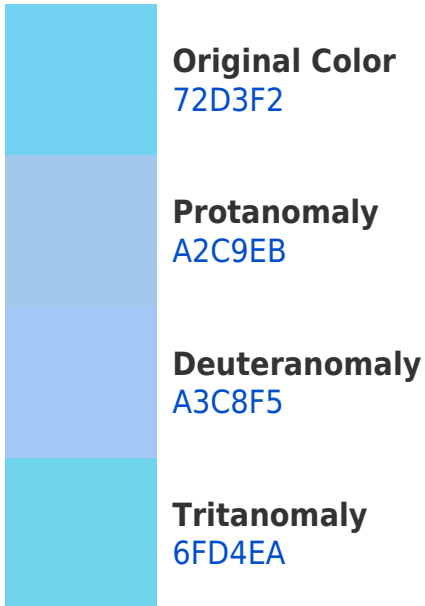 Original Color
72D3F2
Protanomaly
A2C9EB
Deuteranomaly
A3C8F5
Tritanomaly
6FD4EA